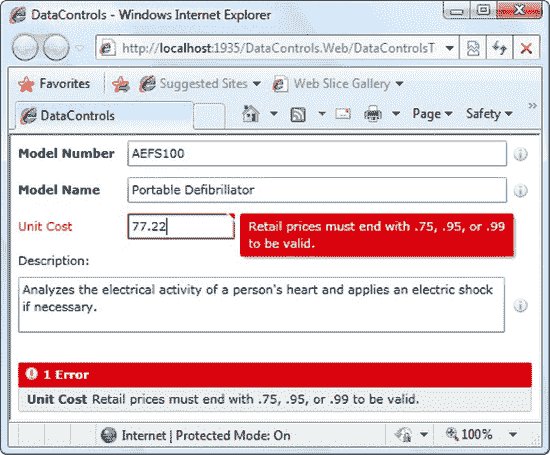 DataControls - Windows Internet Explorer
http://localhost:1935/DataControls.Web/DataControlsT
Favorites Suggested Sites Web Slice Gallery
DataControls Page Safety »
Model Number AEFS100
Model Name Portable Defibrillator
Unit Cost 77.22 Retail prices must end with .75, .95, or .99
to be valid.
Description:
Analyzes the electrical activity of a person's heart and applies an electric shock
if necessary.
1 Error
Unit Cost Retail prices must end with .75, .95, or .99 to be valid.
Internet | Protected Mode: On 100%